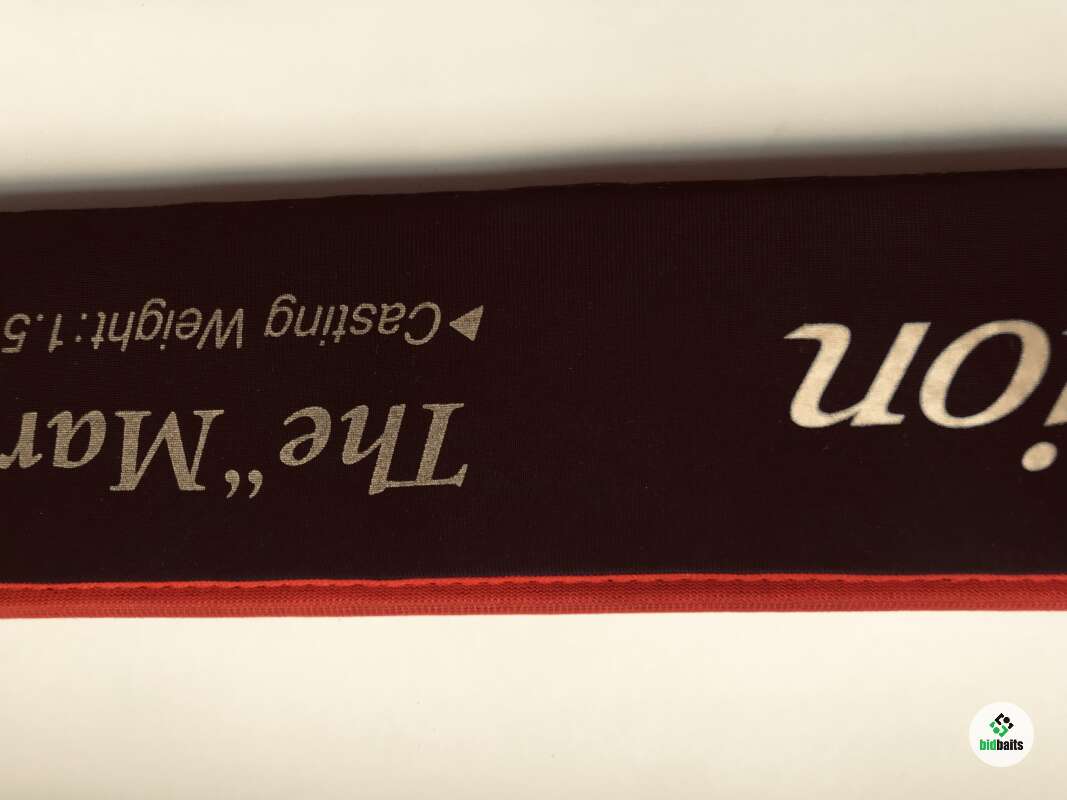 ion
The "Mar
▶Casting Weight:1.5
bidbaits